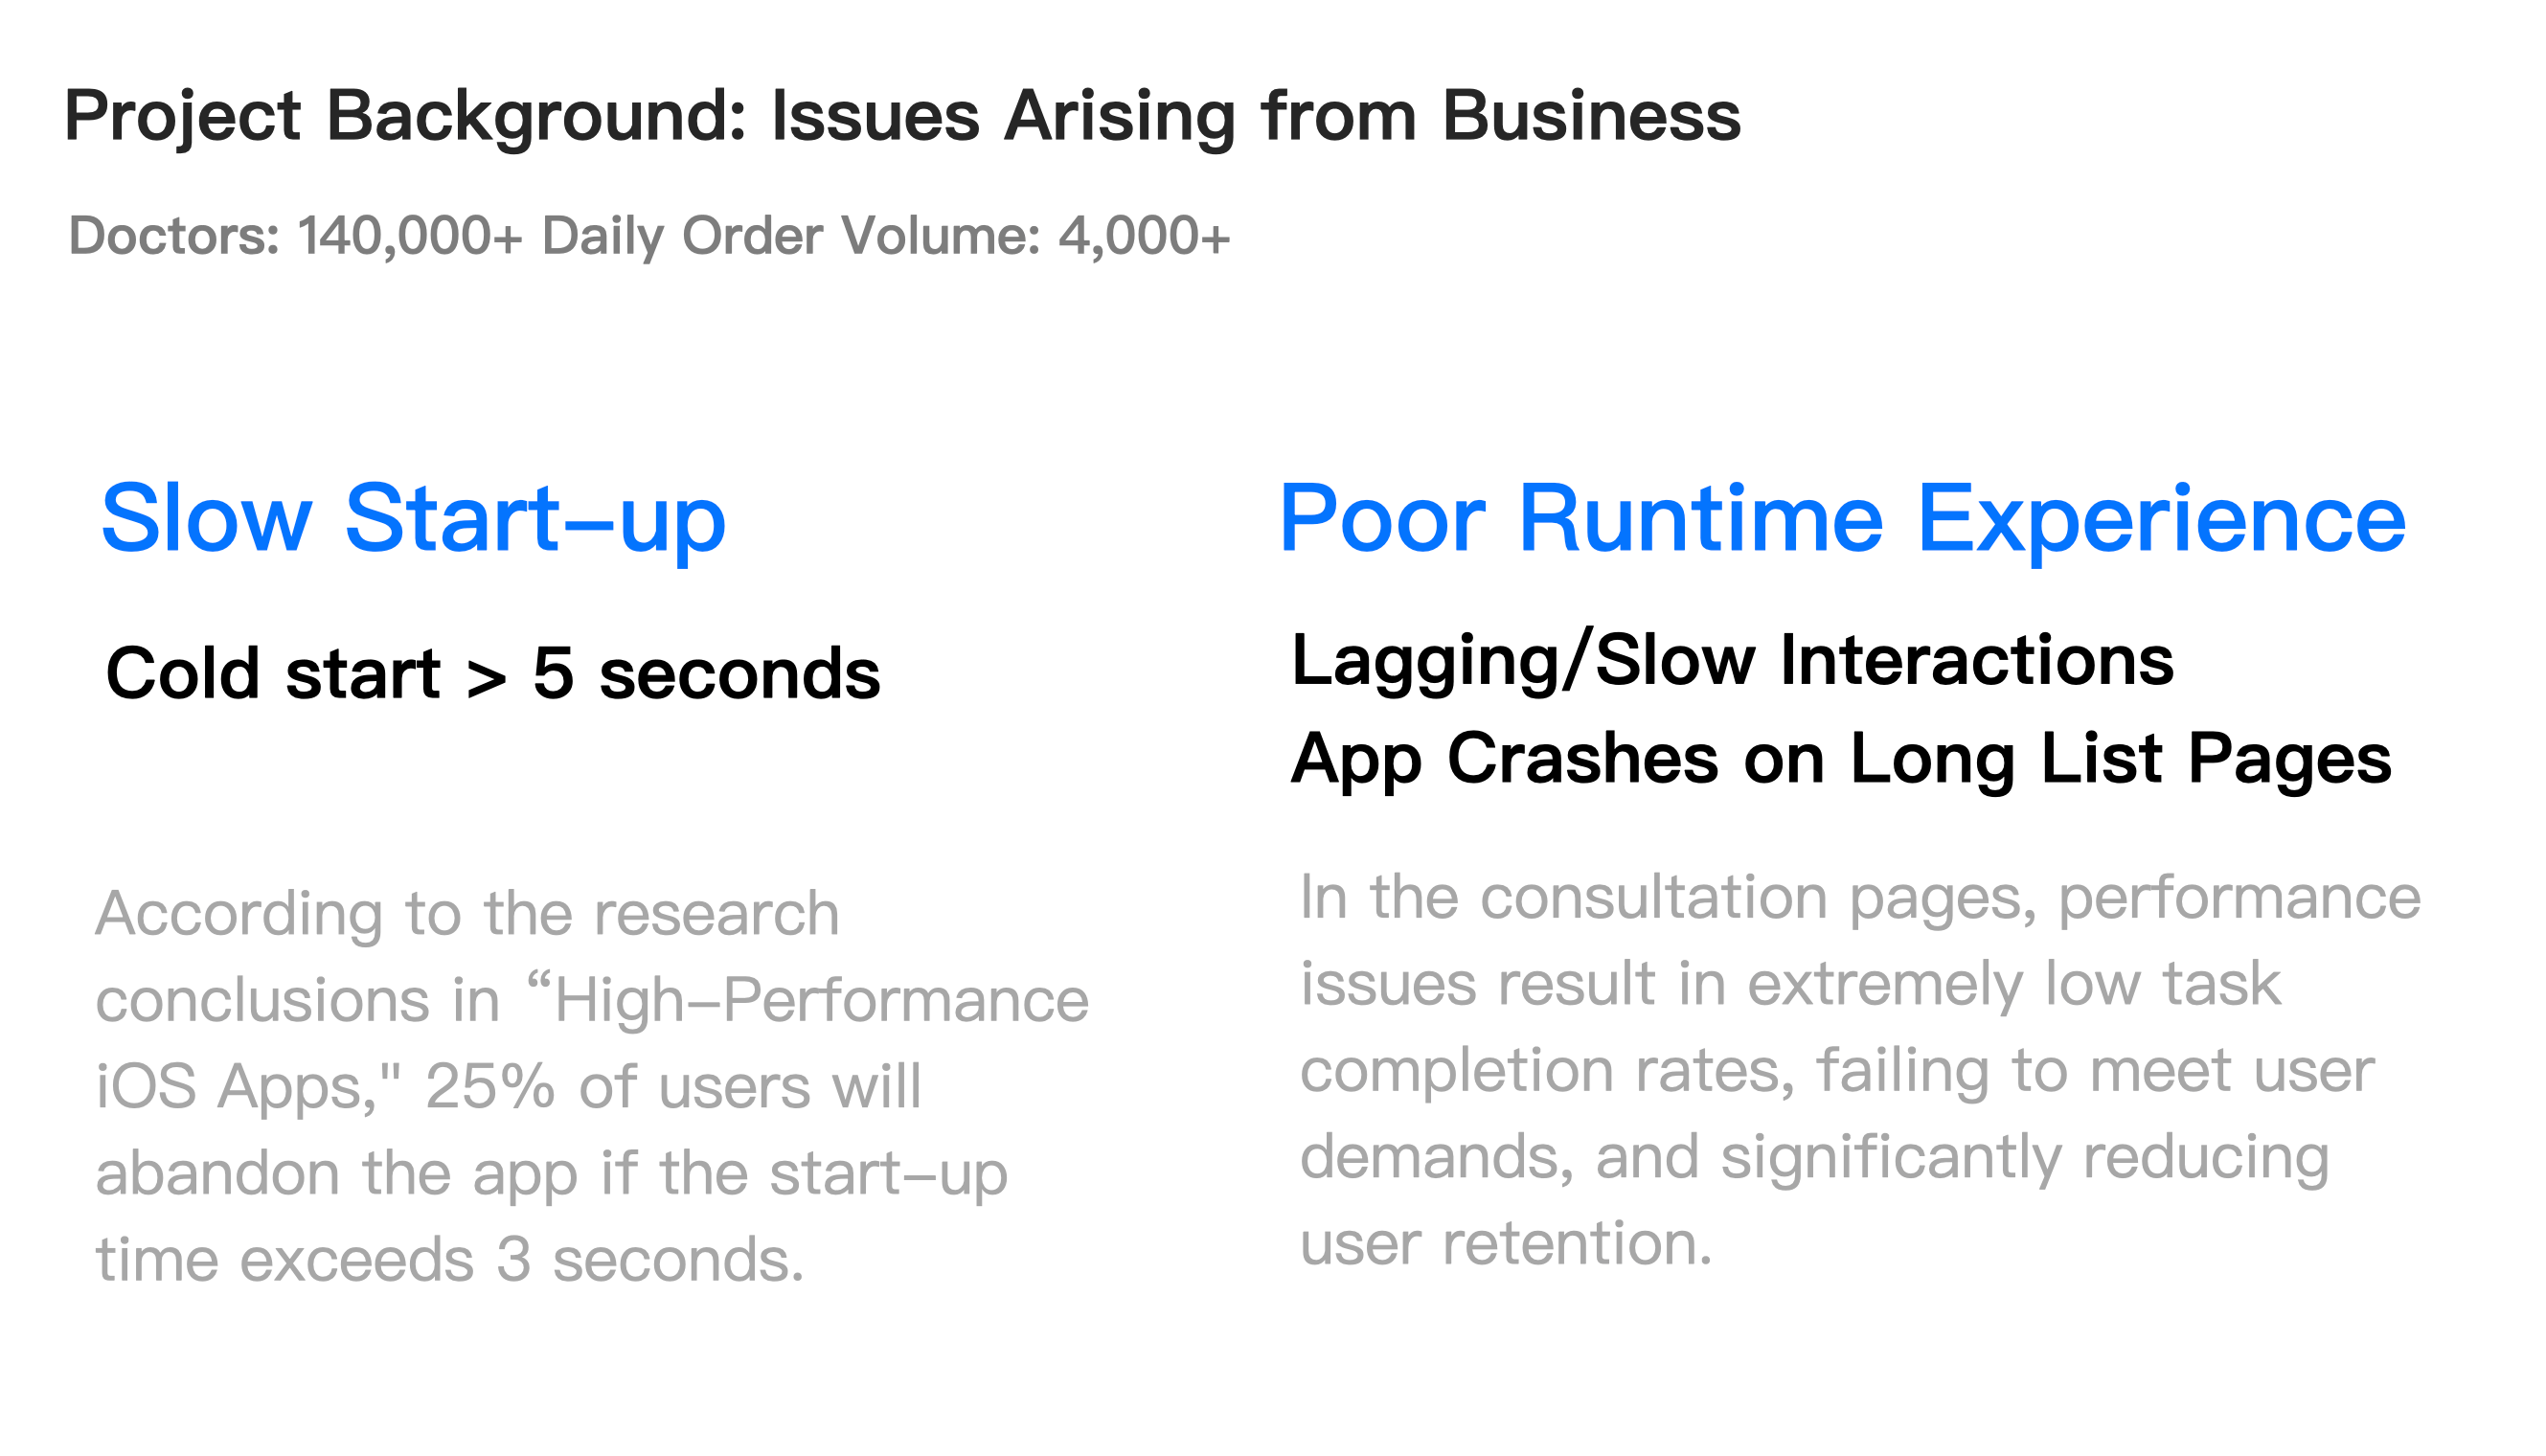 Project Background: Issues Arising from Business
Doctors: 140,000+ Daily Order Volume: 4,000+
Slow Start-up
Cold start > 5 seconds
According to the research
conclusions in “High-Performance
iOS Apps," 25% of users will
abandon the app if the start-up
time exceeds 3 seconds.
Poor Runtime Experience
Lagging/Slow Interactions
App Crashes on Long List Pages
In the consultation pages, performance
issues result in extremely low task
completion rates, failing to meet user
demands, and significantly reducing
user retention.